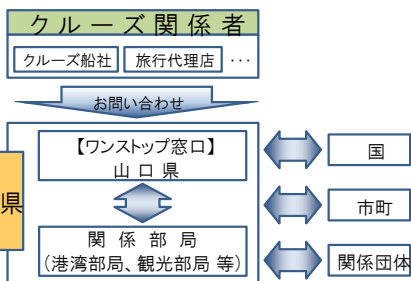 クルーズ関係者
クルーズ船社 旅行代理店 …
お問い合わせ
【ワンストップ窓口】
山口県
国
県
市町
関係部局
(港湾部局、観光部局 等)
関係団体